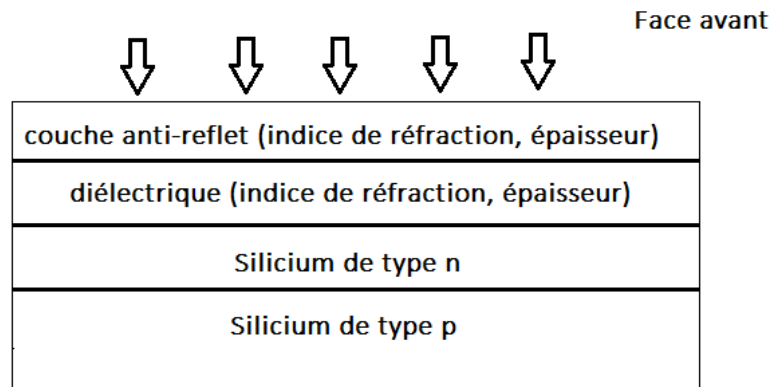 Face avant
couche anti-reflet (indice de réfraction, épaisseur)
diélectrique (indice de réfraction, épaisseur)
Silicium de type n
Silicium de type p